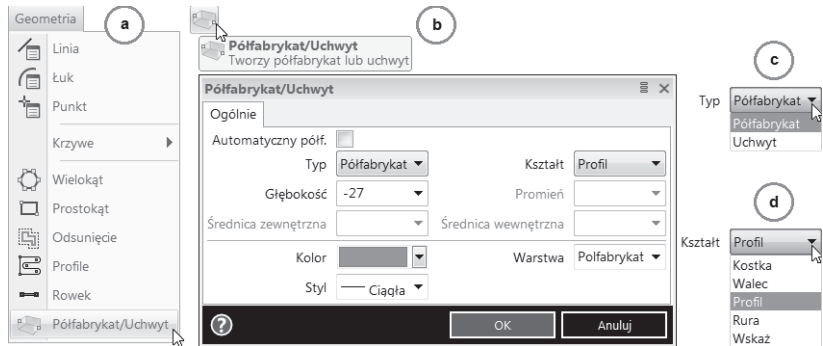 Geometria
a
Linia
Łuk
Punkt
Krzywe
Wielokąt
Prostokąt
Odsunięcie
Profile
Rowek
Półfabrykat/Uchwyt
b
Półfabrykat/Uchwyt
Tworzy półfabrykat lub uchwyt
Półfabrykat/Uchwyt
Ogólnie
Automatyczny półf.
Typ Półfabrykat Kształt Profil
Głębokość -27 Promień
Średnica zewnętrzna Średnica wewnętrzna
Kolor Warstwa Polfabrykat
Styl Ciągła
? OK Anuluj
c
Typ Półfabrykat
Półfabrykat
Uchwyt
d
Kształt Profil
Kostka
Walec
Profil
Rura
Wskaż